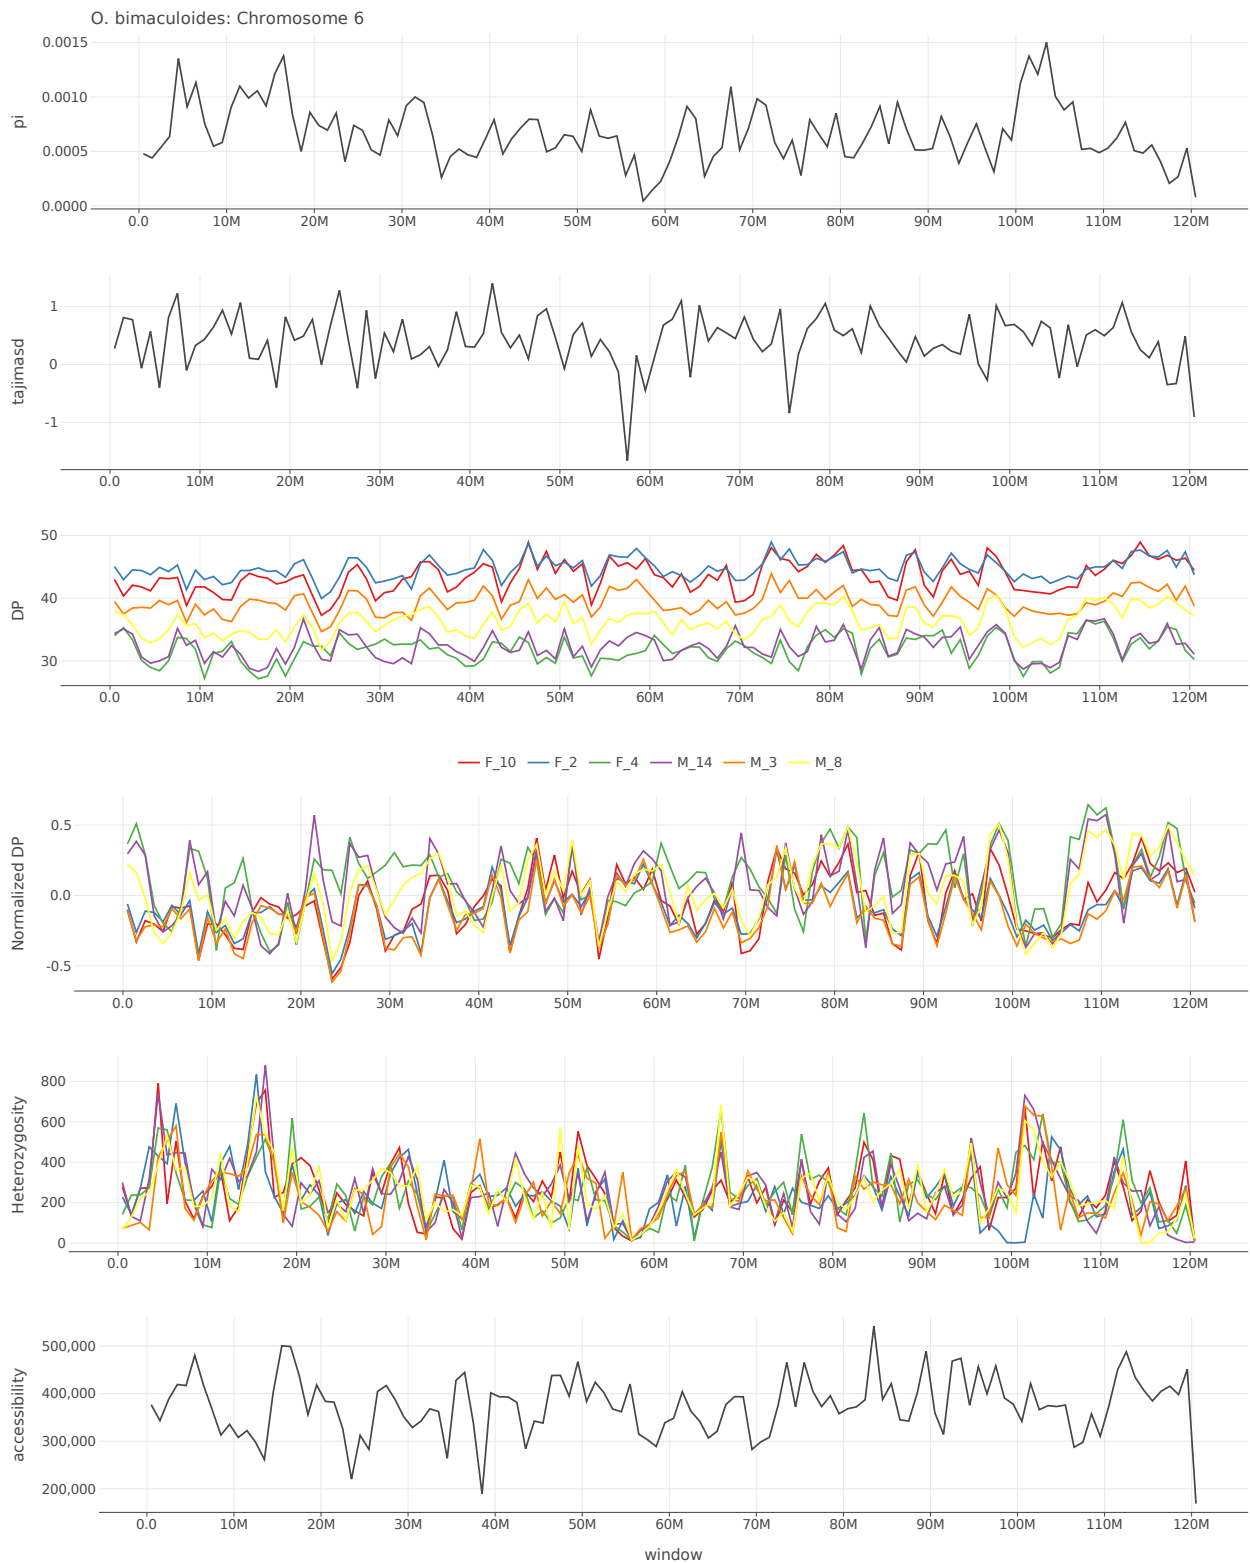 O. bimaculoides: Chromosome 6
pi
0.0015
0.0010
0.0005
0.0000
0.0 10M 20M 30M 40M 50M 60M 70M 80M 90M 100M 110M 120M
tajimasd
1
0
-1
0.0 10M 20M 30M 40M 50M 60M 70M 80M 90M 100M 110M 120M
DP
50
40
30
0.0 10M 20M 30M 40M 50M 60M 70M 80M 90M 100M 110M 120M
F_10 F_2 F_4 M_14 M_3 M_8
Normalized DP
0.5
0.0
-0.5
0.0 10M 20M 30M 40M 50M 60M 70M 80M 90M 100M 110M 120M
Heterozygosity
800
600
400
200
0
0.0 10M 20M 30M 40M 50M 60M 70M 80M 90M 100M 110M 120M
accessibility
500,000
400,000
300,000
200,000
0.0 10M 20M 30M 40M 50M 60M 70M 80M 90M 100M 110M 120M
window